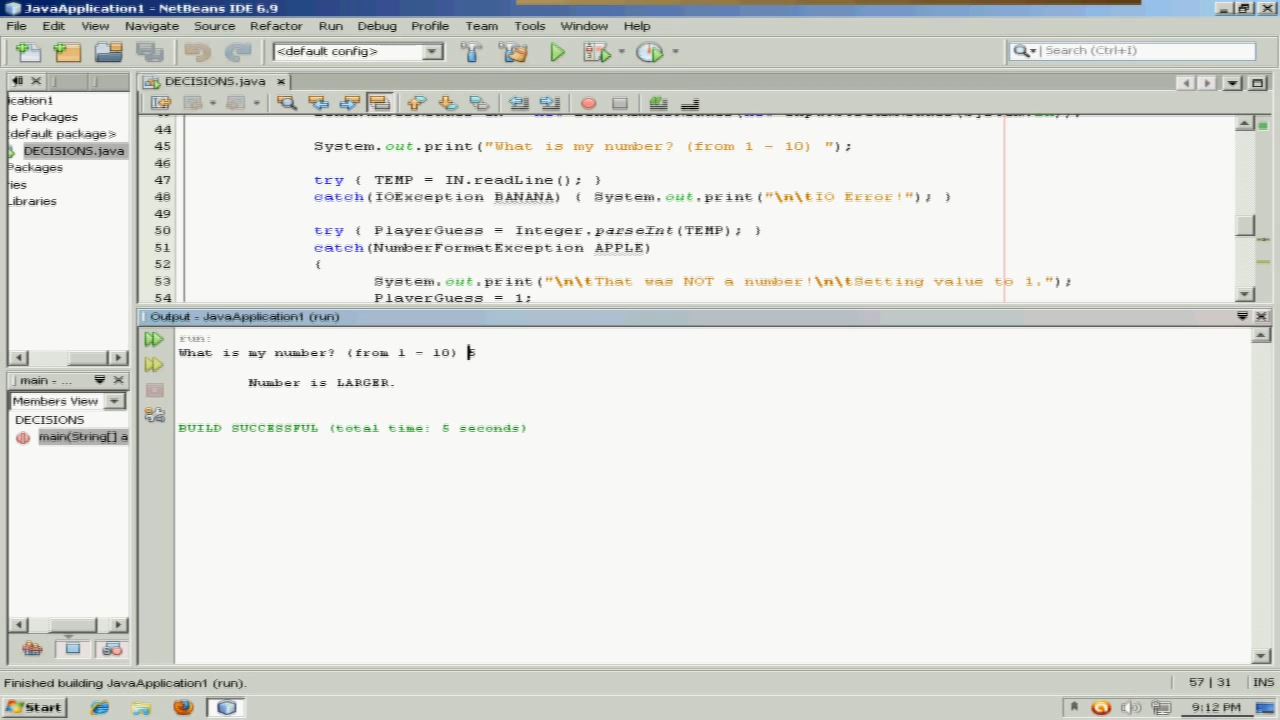 JavaApplication1 - NetBeans IDE 6.9
File Edit View Navigate Source Refactor Run Debug Profile Team Tools Window Help
<default config>
Search (Ctrl+I)
DECISIONS.java
ication1
e Packages
default package>
DECISIONS.java
Packages
ries
Libraries
44
45 System.out.print("What is my number? (from 1 - 10) ");
46
47 try { TEMP = IN.readLine(); }
48 catch(IOException BANANA) { System.out.print("\n\tIO Error!"); }
49
50 try { PlayerGuess = Integer.parseInt(TEMP); }
51 catch(NumberFormatException APPLE)
52 {
53 System.out.print("\n\tThat was NOT a number!\n\tSetting value to 1.");
54 PlayerGuess = 1;
Output - JavaApplication1 (run)
run:
What is my number? (from 1 - 10) 5
Number is LARGER.
BUILD SUCCESSFUL (total time: 5 seconds)
main - ...
Members View
DECISIONS
main(String[] a
Finished building JavaApplication1 (run).
57 | 31 INS
Start
9:12 PM